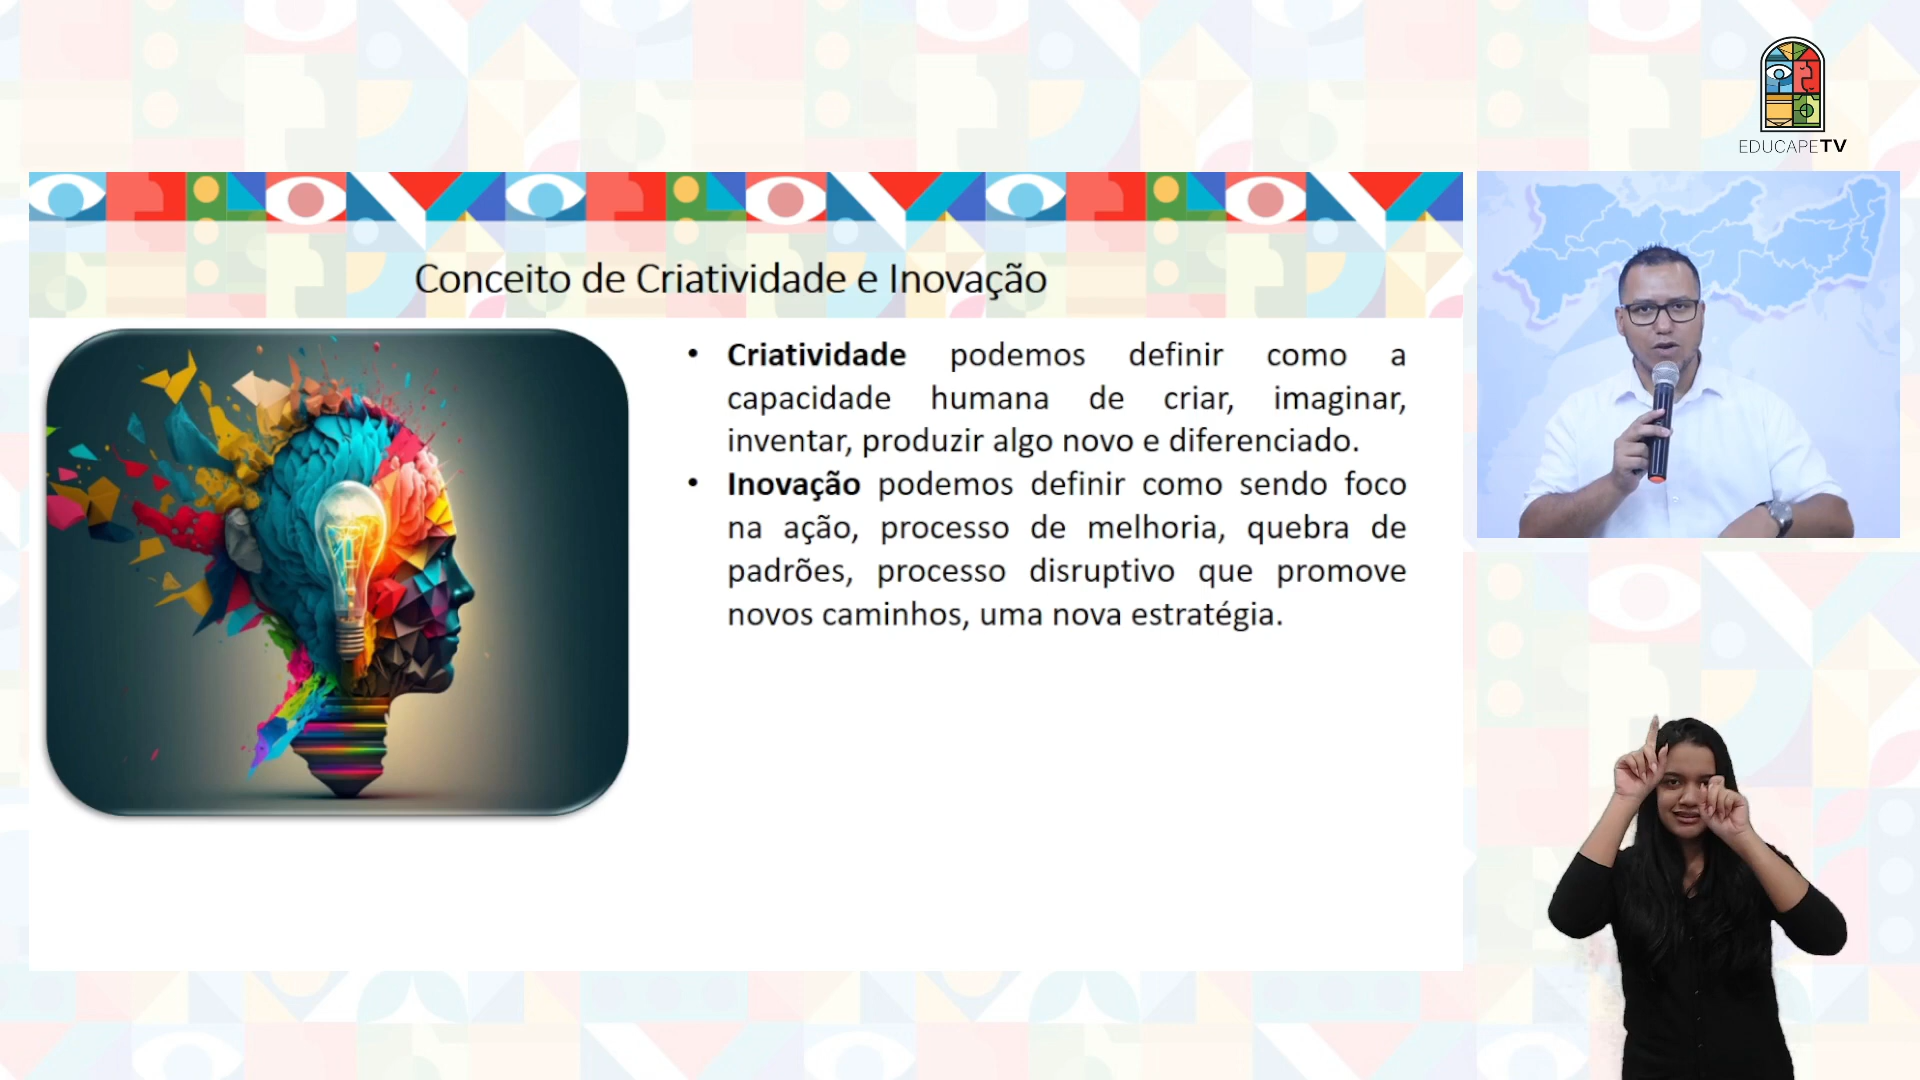 EDUCAPETV
Conceito de Criatividade e Inovação
• Criatividade podemos definir como a
capacidade humana de criar, imaginar,
inventar, produzir algo novo e diferenciado.
• Inovação podemos definir como sendo foco
na ação, processo de melhoria, quebra de
padrões, processo disruptivo que promove
novos caminhos, uma nova estratégia.